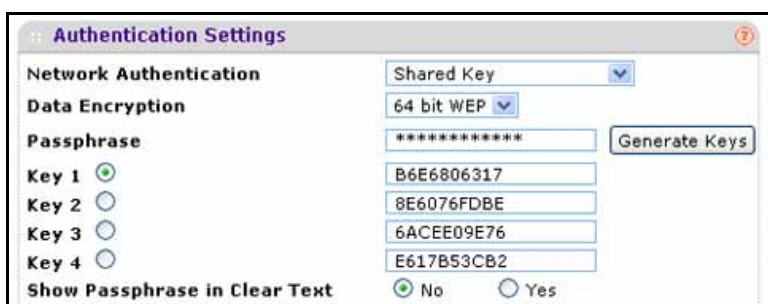 Authentication Settings ?
Network Authentication Shared Key
Data Encryption 64 bit WEP
Passphrase ************ Generate Keys
Key 1 B6E6806317
Key 2 8E6076FDBE
Key 3 6ACEE09E76
Key 4 E617B53CB2
Show Passphrase in Clear Text No Yes